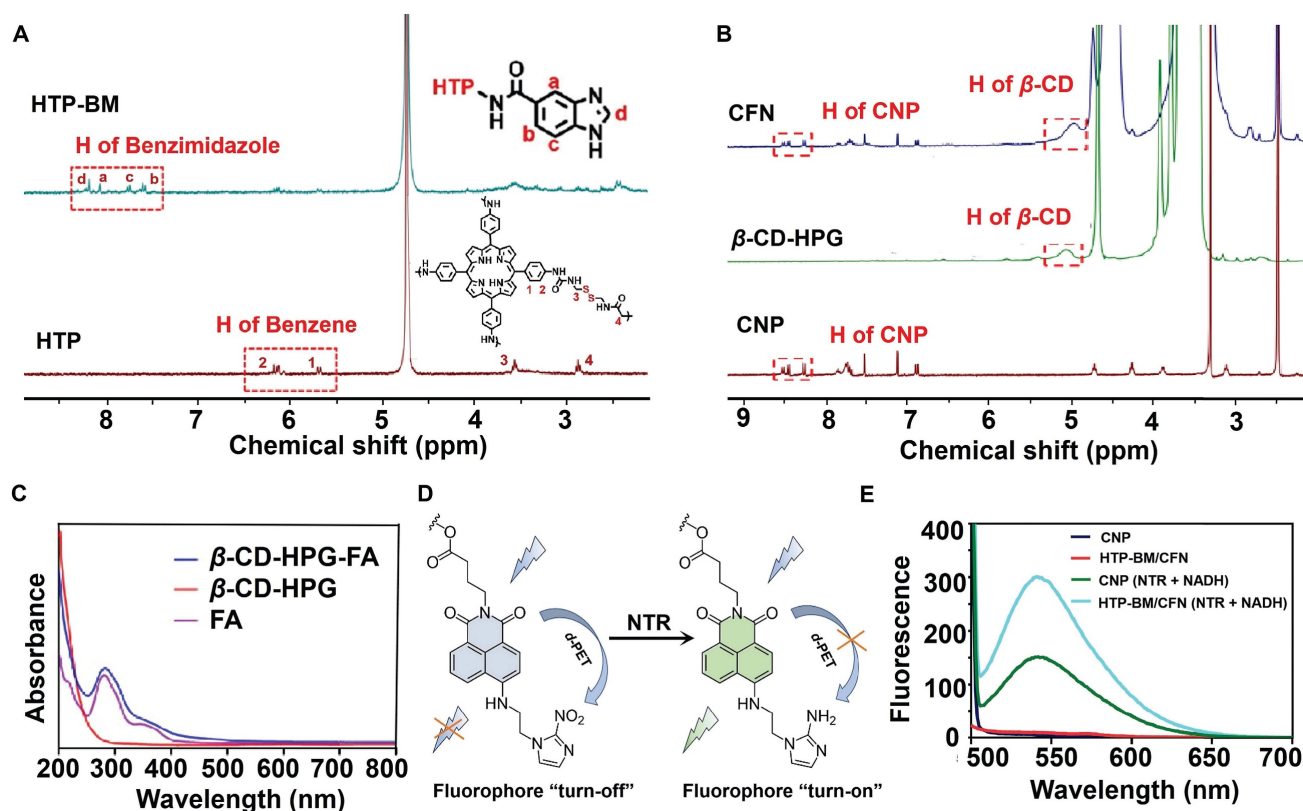 A
HTP-BM
H of Benzimidazole
d a c b
HTP
O
N
H
a
b
c
d
N
N
H
HTP
H of Benzene
2 1 3 4
NH
NH N
N HN
HN
NH
1 2
O
NH
HN
3
S
S
HN
O
4
8 7 6 5 4 3
Chemical shift (ppm)
B
CFN
H of CNP
H of β-CD
β-CD-HPG
H of β-CD
CNP
H of CNP
9 8 7 6 5 4 3
Chemical shift (ppm)
C
β-CD-HPG-FA
β-CD-HPG
FA
Absorbance
200 300 400 500 600 700 800
Wavelength (nm)
D
O
O
O N O
d-PET
HN
NO₂
N N
Fluorophore "turn-off"
NTR
O
O
O N O
d-PET
HN
NH₂
N N
Fluorophore "turn-on"
E
Fluorescence
400
300
200
100
0
CNP
HTP-BM/CFN
CNP (NTR + NADH)
HTP-BM/CFN (NTR + NADH)
500 550 600 650 700
Wavelength (nm)